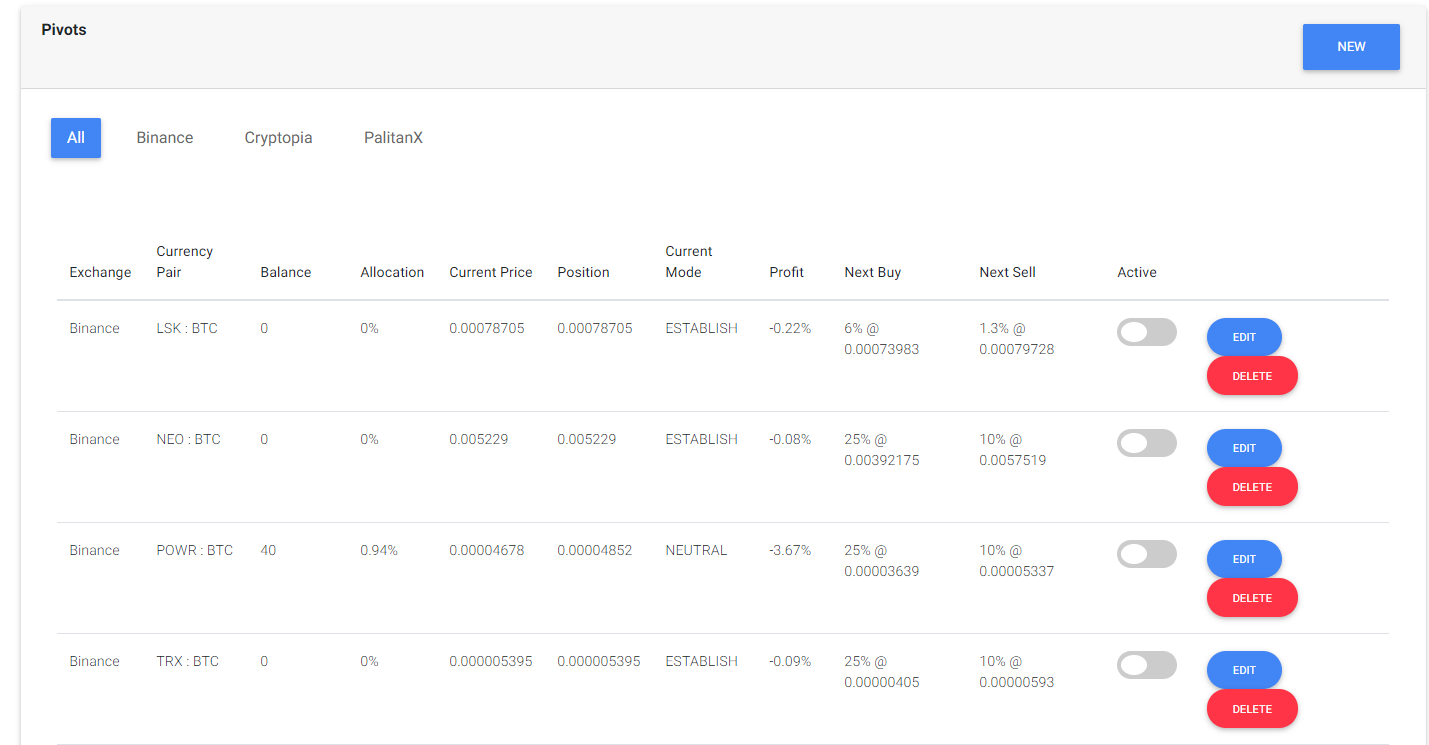 Pivots
NEW
All Binance Cryptopia PalitanX
Currency Current
Exchange Pair Balance Allocation Current Price Position Mode Profit Next Buy Next Sell Active
Binance LSK : BTC 0 0% 0.00078705 0.00078705 ESTABLISH -0.22% 6% @ 1.3% @
0.00073983 0.00079728
EDIT
DELETE
Binance NEO : BTC 0 0% 0.005229 0.005229 ESTABLISH -0.08% 25% @ 10% @
0.00392175 0.0057519
EDIT
DELETE
Binance POWR : BTC 40 0.94% 0.00004678 0.00004852 NEUTRAL -3.67% 25% @ 10% @
0.00003639 0.00005337
EDIT
DELETE
Binance TRX : BTC 0 0% 0.000005395 0.000005395 ESTABLISH -0.09% 25% @ 10% @
0.00000405 0.00000593
EDIT
DELETE